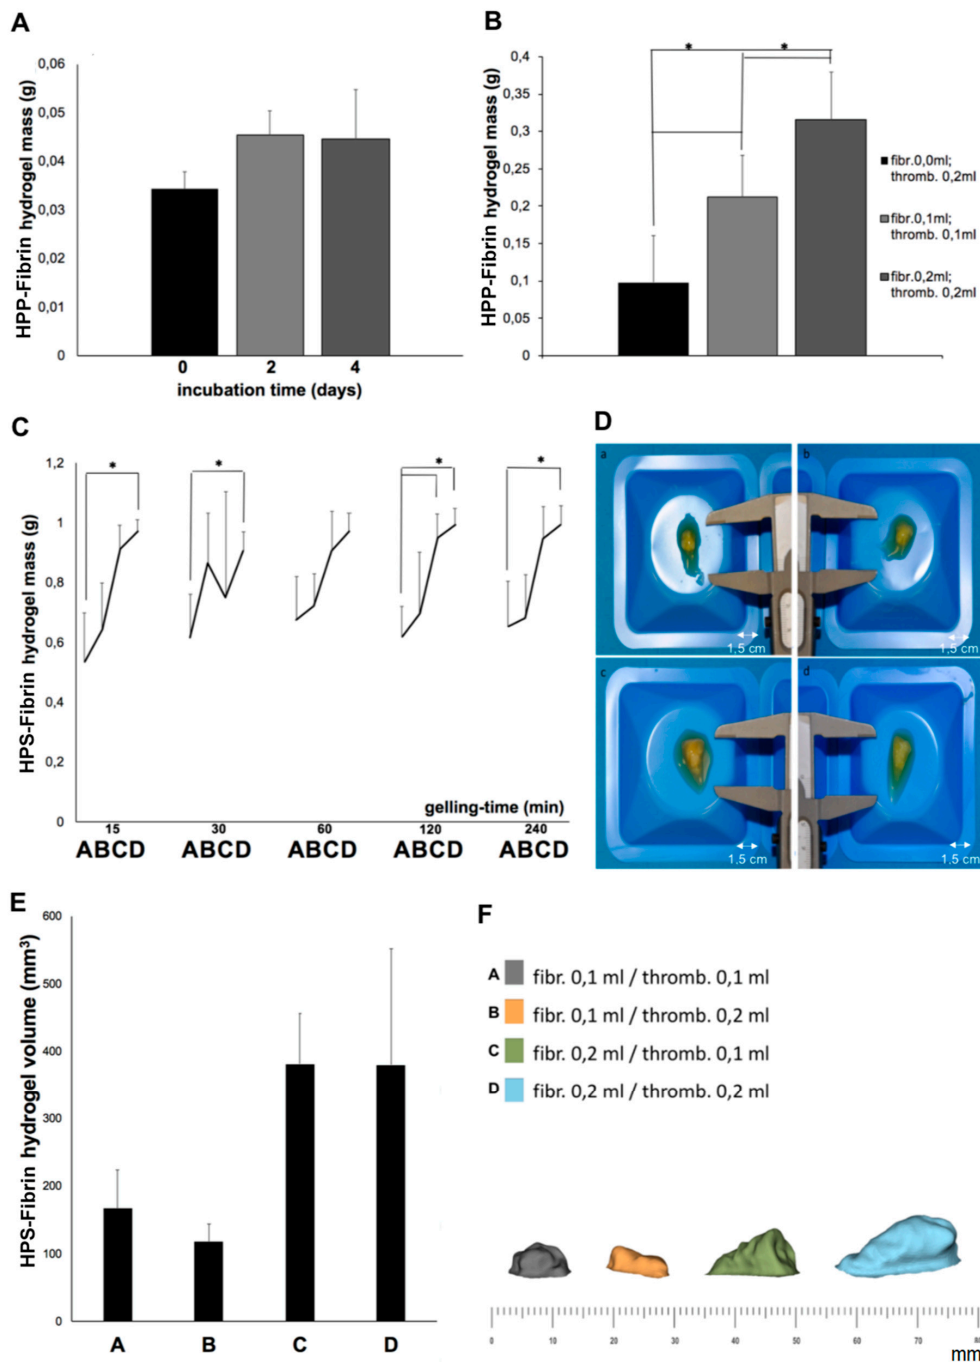 A
HPP-Fibrin hydrogel mass (g)
0,06
0,05
0,04
0,03
0,02
0,01
0
0 2 4
incubation time (days)
B
HPP-Fibrin hydrogel mass (g)
0,4
0,35
0,3
0,25
0,2
0,15
0,1
0,05
0
* *
fibr.0,0ml;
thromb. 0,2ml
fibr.0,1ml;
thromb. 0,1ml
fibr.0,2ml;
thromb. 0,2ml
C
HPS-Fibrin hydrogel mass (g)
1,2
1
0,8
0,6
0,4
0,2
0
* * * *
gelling-time (min)
15 30 60 120 240
ABCD ABCD ABCD ABCD ABCD
D
a b
1,5 cm 1,5 cm
c d
1,5 cm 1,5 cm
E
HPS-Fibrin hydrogel volume (mm³)
600
500
400
300
200
100
0
A B C D
F
A fibr. 0,1 ml / thromb. 0,1 ml
B fibr. 0,1 ml / thromb. 0,2 ml
C fibr. 0,2 ml / thromb. 0,1 ml
D fibr. 0,2 ml / thromb. 0,2 ml
0 10 20 30 40 50 60 70 80
mm